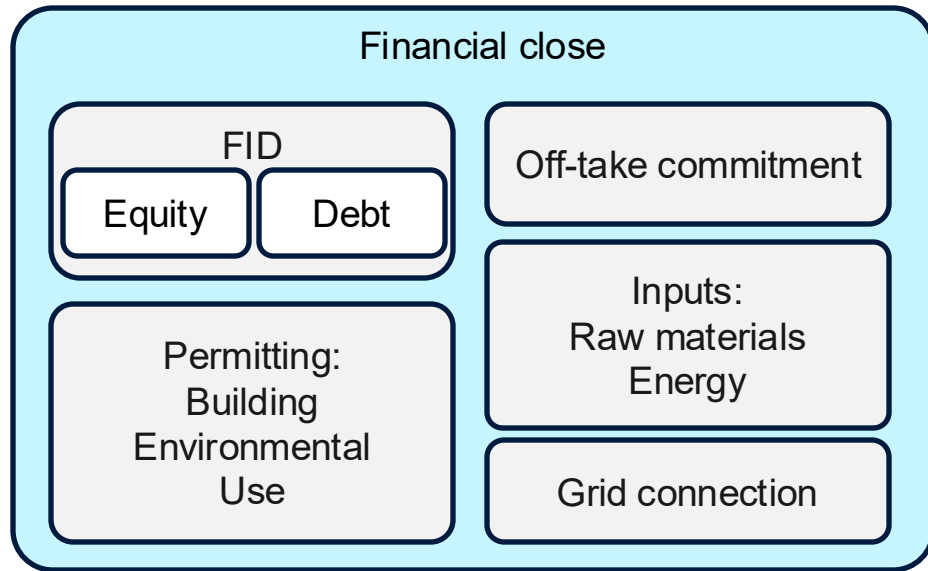 Financial close
FID
Equity
Debt
Permitting:
Building
Environmental
Use
Off-take commitment
Inputs:
Raw materials
Energy
Grid connection